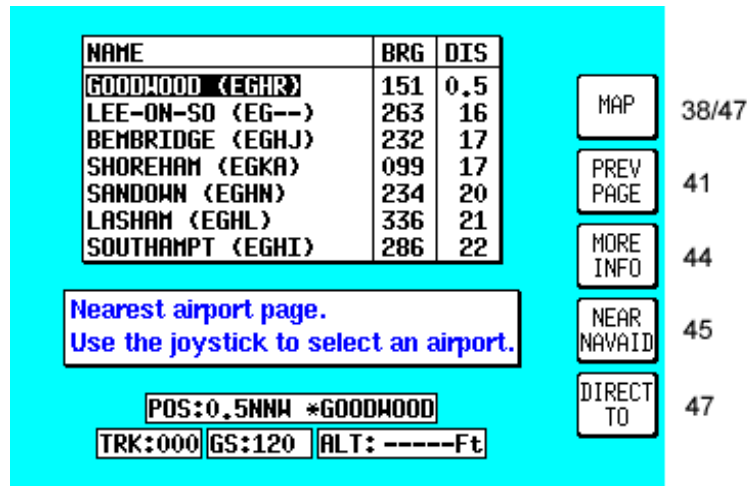 NAME BRG DIS
GOODWOOD (EGHR) 151 0.5
LEE-ON-SO (EG--) 263 16
BEMBRIDGE (EGHJ) 232 17
SHOREHAM (EGKA) 099 17
SANDOWN (EGHN) 234 20
LASHAM (EGHL) 336 21
SOUTHAMPT (EGHI) 286 22
Nearest airport page.
Use the joystick to select an airport.
POS:0.5NNW *GOODWOOD
TRK:000 GS:120 ALT: -----Ft
MAP
38/47
PREV
PAGE
41
MORE
INFO
44
NEAR
NAVAID
45
DIRECT
TO
47